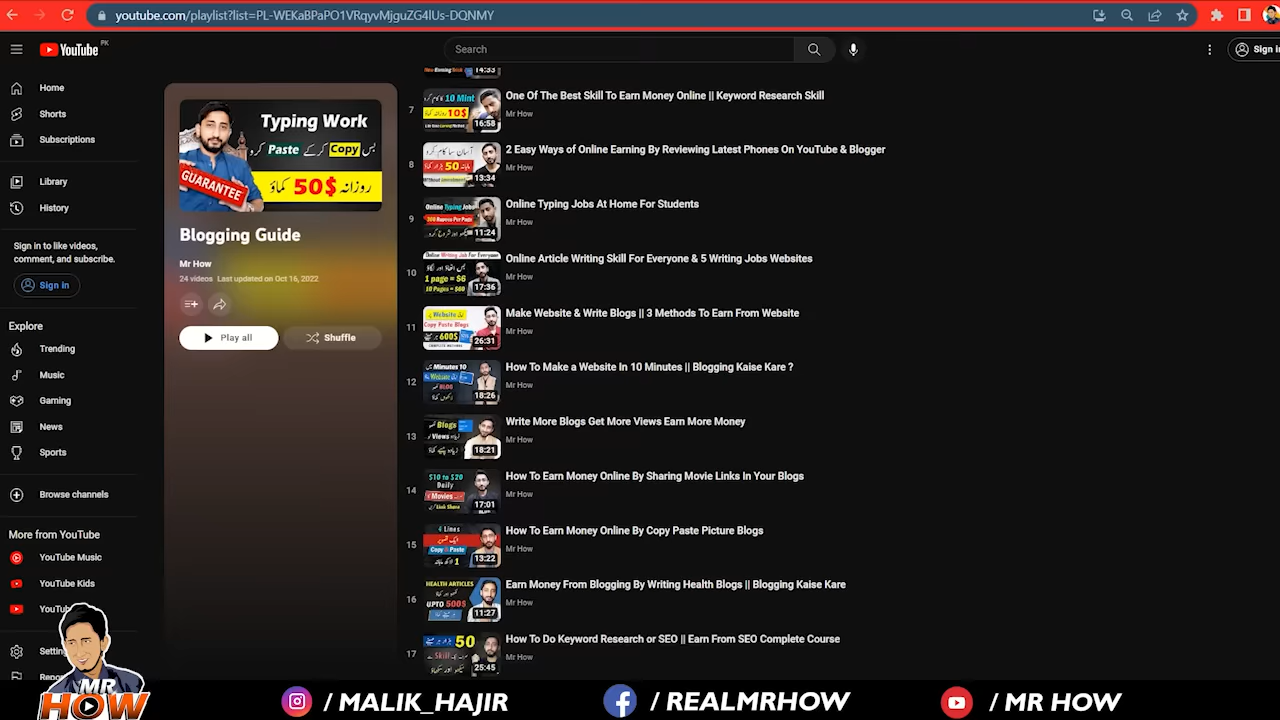 youtube.com/playlist?list=PL-WEKaBPaPO1VRqyvMjguZG4lUs-DQNMY
YouTube PK
Search
Sign in
Home
Shorts
Subscriptions
Library
History
Sign in to like videos,
comment, and subscribe.
Sign in
Explore
Trending
Music
Gaming
News
Sports
Browse channels
More from YouTube
YouTube Music
YouTube Kids
Typing Work
بس Copy کرکے Paste کرو
GUARANTEE
روزانہ 50$ کماؤ
Blogging Guide
Mr How
24 videos Last updated on Oct 16, 2022
Play all
Shuffle
14:33
7
10 Mint
10$
16:58
One Of The Best Skill To Earn Money Online || Keyword Research Skill
Mr How
8
13:34
2 Easy Ways of Online Earning By Reviewing Latest Phones On YouTube & Blogger
Mr How
9
Online Typing Jobs
11:24
Online Typing Jobs At Home For Students
Mr How
10
Online Writing Job For Everyone
1 page = $6
10 Pages = $60
17:36
Online Article Writing Skill For Everyone & 5 Writing Jobs Websites
Mr How
11
Copy Paste Blogs
600$
26:31
Make Website & Write Blogs || 3 Methods To Earn From Website
Mr How
12
18:26
How To Make a Website In 10 Minutes || Blogging Kaise Kare ?
Mr How
13
Blogs
Views
18:21
Write More Blogs Get More Views Earn More Money
Mr How
14
$10 to $20
Daily
Movies
17:01
How To Earn Money Online By Sharing Movie Links In Your Blogs
Mr How
15
4 Lines
13:22
How To Earn Money Online By Copy Paste Picture Blogs
Mr How
16
HEALTH ARTICLES
UPTO 500$
11:27
Earn Money From Blogging By Writing Health Blogs || Blogging Kaise Kare
Mr How
17
50
25:45
How To Do Keyword Research or SEO || Earn From SEO Complete Course
Mr How
MR
HOW
/ MALIK_HAJIR
/ REALMRHOW
/ MR HOW